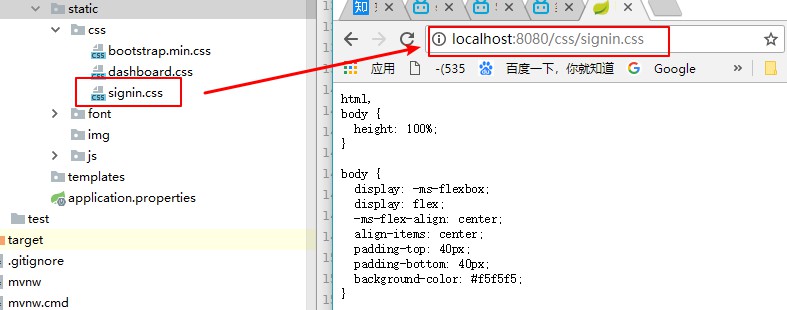 static
css
bootstrap.min.css
dashboard.css
signin.css
font
img
js
templates
application.properties
test
target
.gitignore
mvnw
mvnw.cmd
知
localhost:8080/css/signin.css
应用
-(535
百度一下，你就知道
Google
»
html,
body {
height: 100%;
}
body {
display: -ms-flexbox;
display: flex;
-ms-flex-align: center;
align-items: center;
padding-top: 40px;
padding-bottom: 40px;
background-color: #f5f5f5;
}